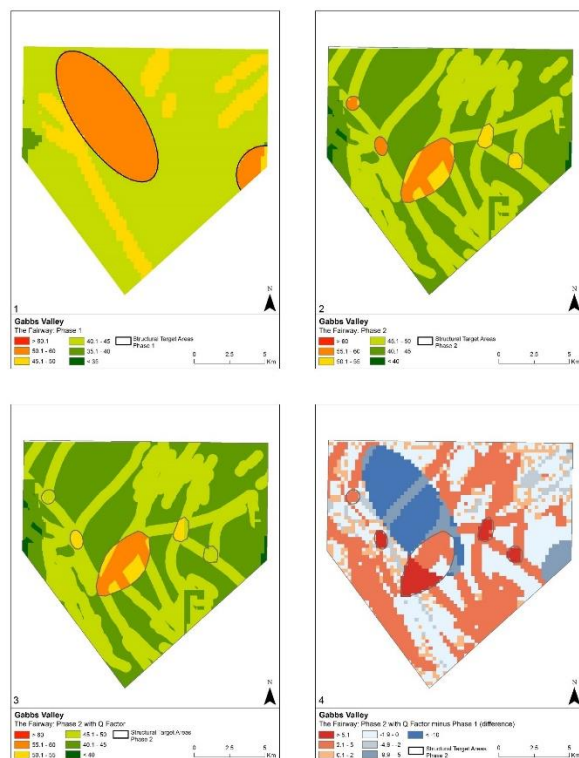 N
1
Gabbs Valley
The Fairway: Phase 1
> 60.1
50.1 - 60
45.1 - 50
40.1 - 45
35.1 - 40
< 35
Structural Target Areas
Phase 1
0 2.5 5
Km
N
2
Gabbs Valley
The Fairway: Phase 2
> 60
55.1 - 60
50.1 - 55
45.1 - 50
40.1 - 45
< 40
Structural Target Areas
Phase 2
0 2.5 5
Km
N
3
Gabbs Valley
The Fairway: Phase 2 with Q Factor
> 60
55.1 - 60
50.1 - 55
45.1 - 50
40.1 - 45
< 40
Structural Target Areas
Phase 2
0 2.5 5
Km
N
4
Gabbs Valley
The Fairway: Phase 2 with Q Factor minus Phase 1 (difference)
> 5.1
2.1 - 5
0.1 - 2
-1.9 - 0
-4.9 - -2
-9.9 - -5
< -10
Structural Target Areas
Phase 2
0 2.5 5
Km